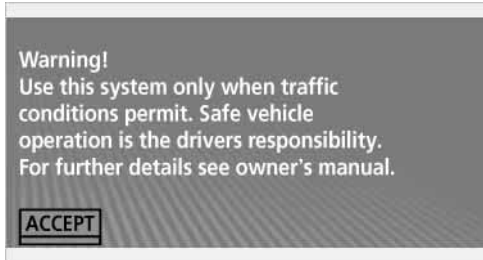 Warning!
Use this system only when traffic
conditions permit. Safe vehicle
operation is the drivers responsibility.
For further details see owner's manual.
ACCEPT